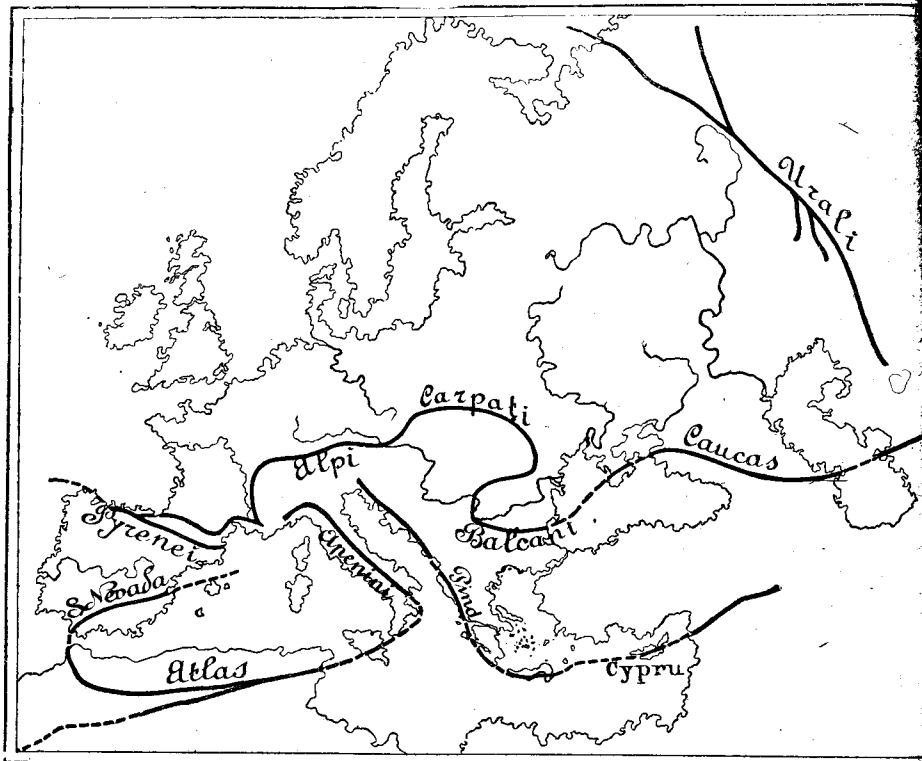 Urali
Carpați
Caucas
Alpi
Pyrenei
Balcani
Apenini
S Nevada
Pind
Atlas
Cypru